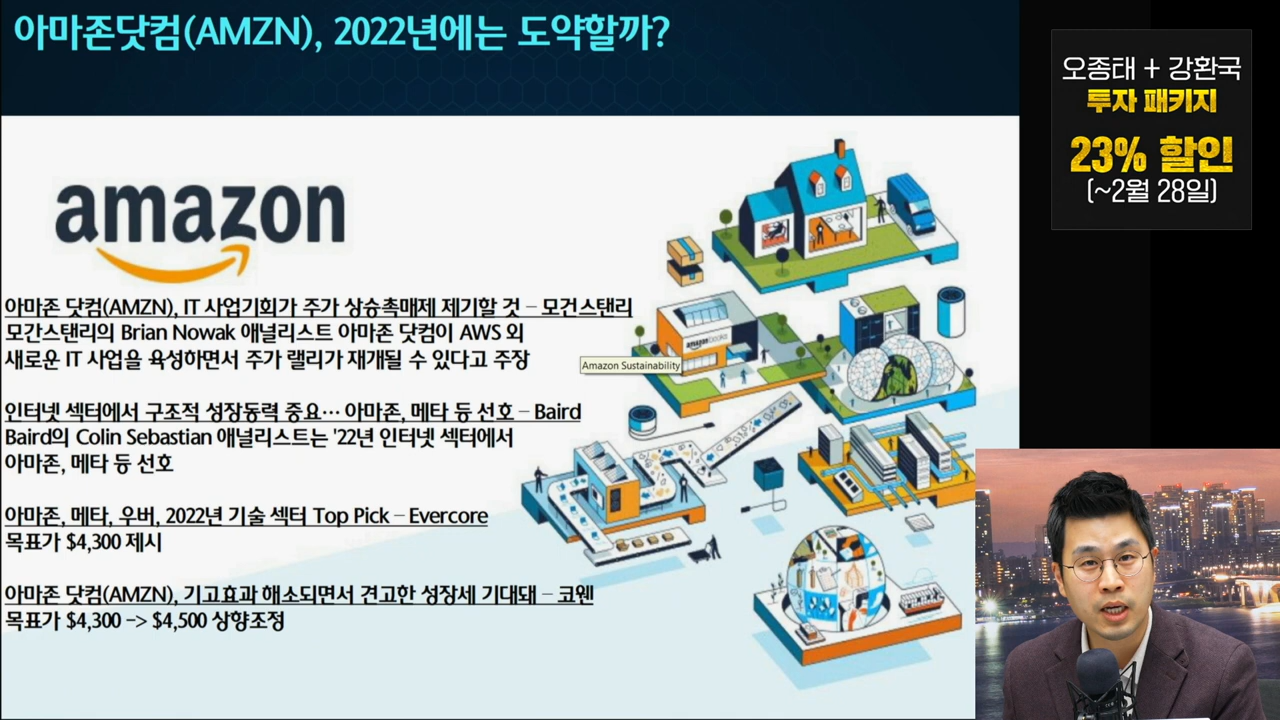 아마존닷컴(AMZN), 2022년에는 도약할까?
오종태 + 강환국
투자 패키지
23% 할인
(~2월 28일)
amazon
아마존 닷컴(AMZN), IT 사업기회가 주가 상승촉매제 제기할 것 – 모건스탠리
모간스탠리의 Brian Nowak 애널리스트 아마존 닷컴이 AWS 외
새로운 IT 사업을 육성하면서 주가 랠리가 재개될 수 있다고 주장
인터넷 섹터에서 구조적 성장동력 중요… 아마존, 메타 등 선호 – Baird
Baird의 Colin Sebastian 애널리스트는 '22년 인터넷 섹터에서
아마존, 메타 등 선호
아마존, 메타, 우버, 2022년 기술 섹터 Top Pick – Evercore
목표가 $4,300 제시
아마존 닷컴(AMZN), 기고효과 해소되면서 견고한 성장세 기대돼 – 코웬
목표가 $4,300 -> $4,500 상향조정
amazonbooks
Amazon Sustainability